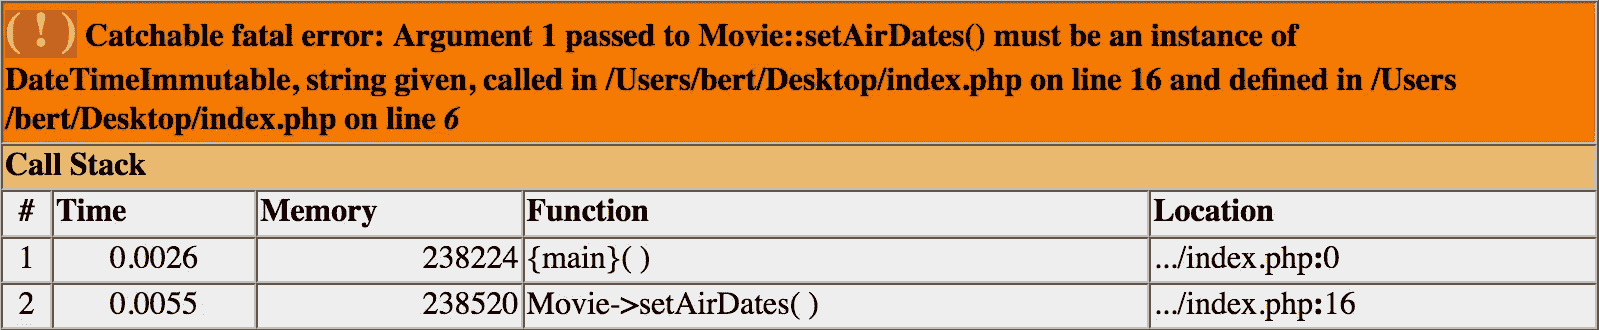 ( ! ) Catchable fatal error: Argument 1 passed to Movie::setAirDates() must be an instance of
DateTimeImmutable, string given, called in /Users/bert/Desktop/index.php on line 16 and defined in /Users
/bert/Desktop/index.php on line 6
Call Stack
# Time Memory Function Location
1 0.0026 238224 {main}( ) .../index.php:0
2 0.0055 238520 Movie->setAirDates( ) .../index.php:16